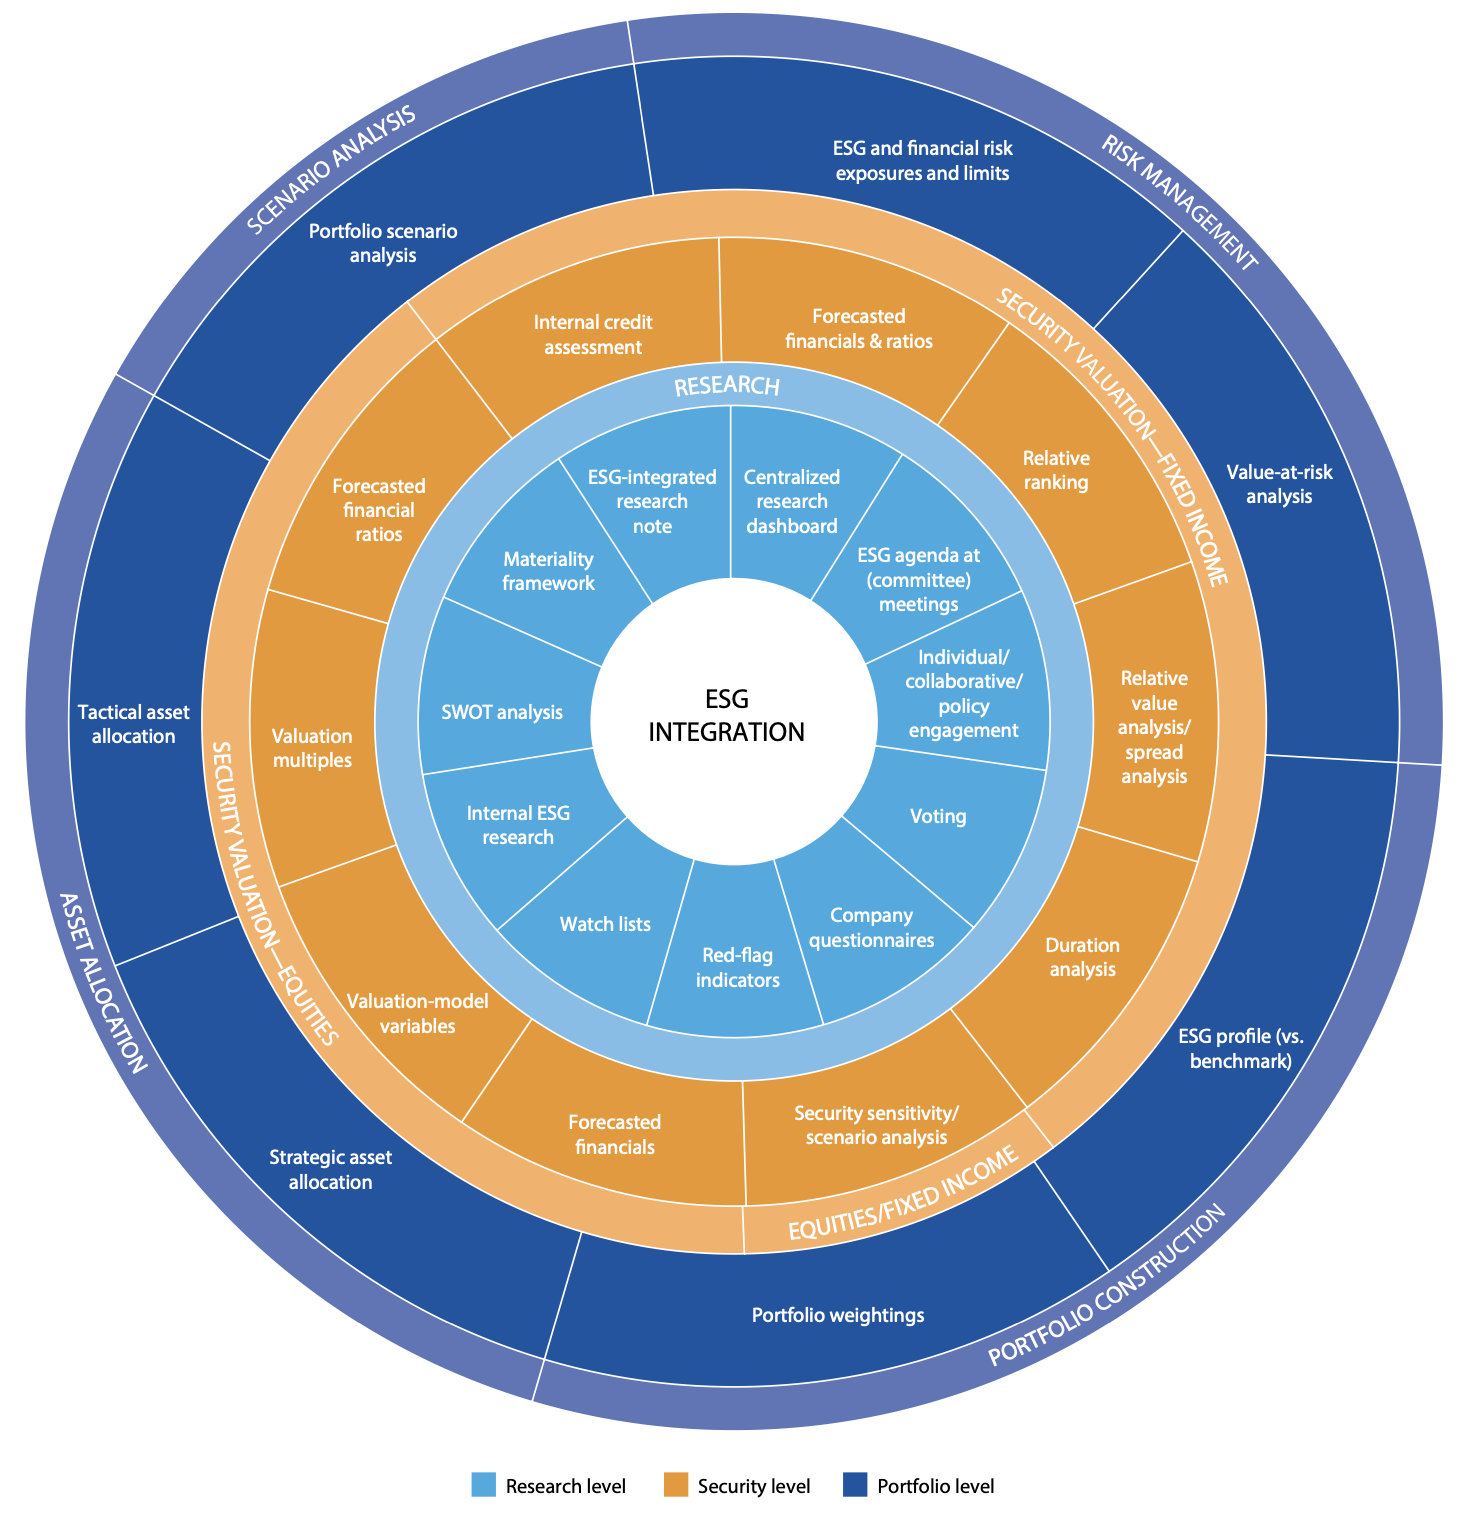 SCENARIO ANALYSIS
RISK MANAGEMENT
ESG and financial risk
exposures and limits
Portfolio scenario
analysis
Value-at-risk
analysis
Tactical asset
allocation
ESG profile (vs.
benchmark)
Strategic asset
allocation
Portfolio weightings
ASSET ALLOCATION
PORTFOLIO CONSTRUCTION
SECURITY VALUATION—FIXED INCOME
SECURITY VALUATION—EQUITIES
EQUITIES/FIXED INCOME
Internal credit
assessment
Forecasted
financials & ratios
Relative
ranking
Relative
value
analysis/
spread
analysis
Duration
analysis
Security sensitivity/
scenario analysis
Forecasted
financials
Valuation-model
variables
Valuation
multiples
Forecasted
financial
ratios
RESEARCH
ESG-integrated
research
note
Centralized
research
dashboard
ESG agenda at
(committee)
meetings
Individual/
collaborative/
policy
engagement
Voting
Company
questionnaires
Red-flag
indicators
Watch lists
Internal ESG
research
SWOT analysis
Materiality
framework
ESG
INTEGRATION
Research level
Security level
Portfolio level